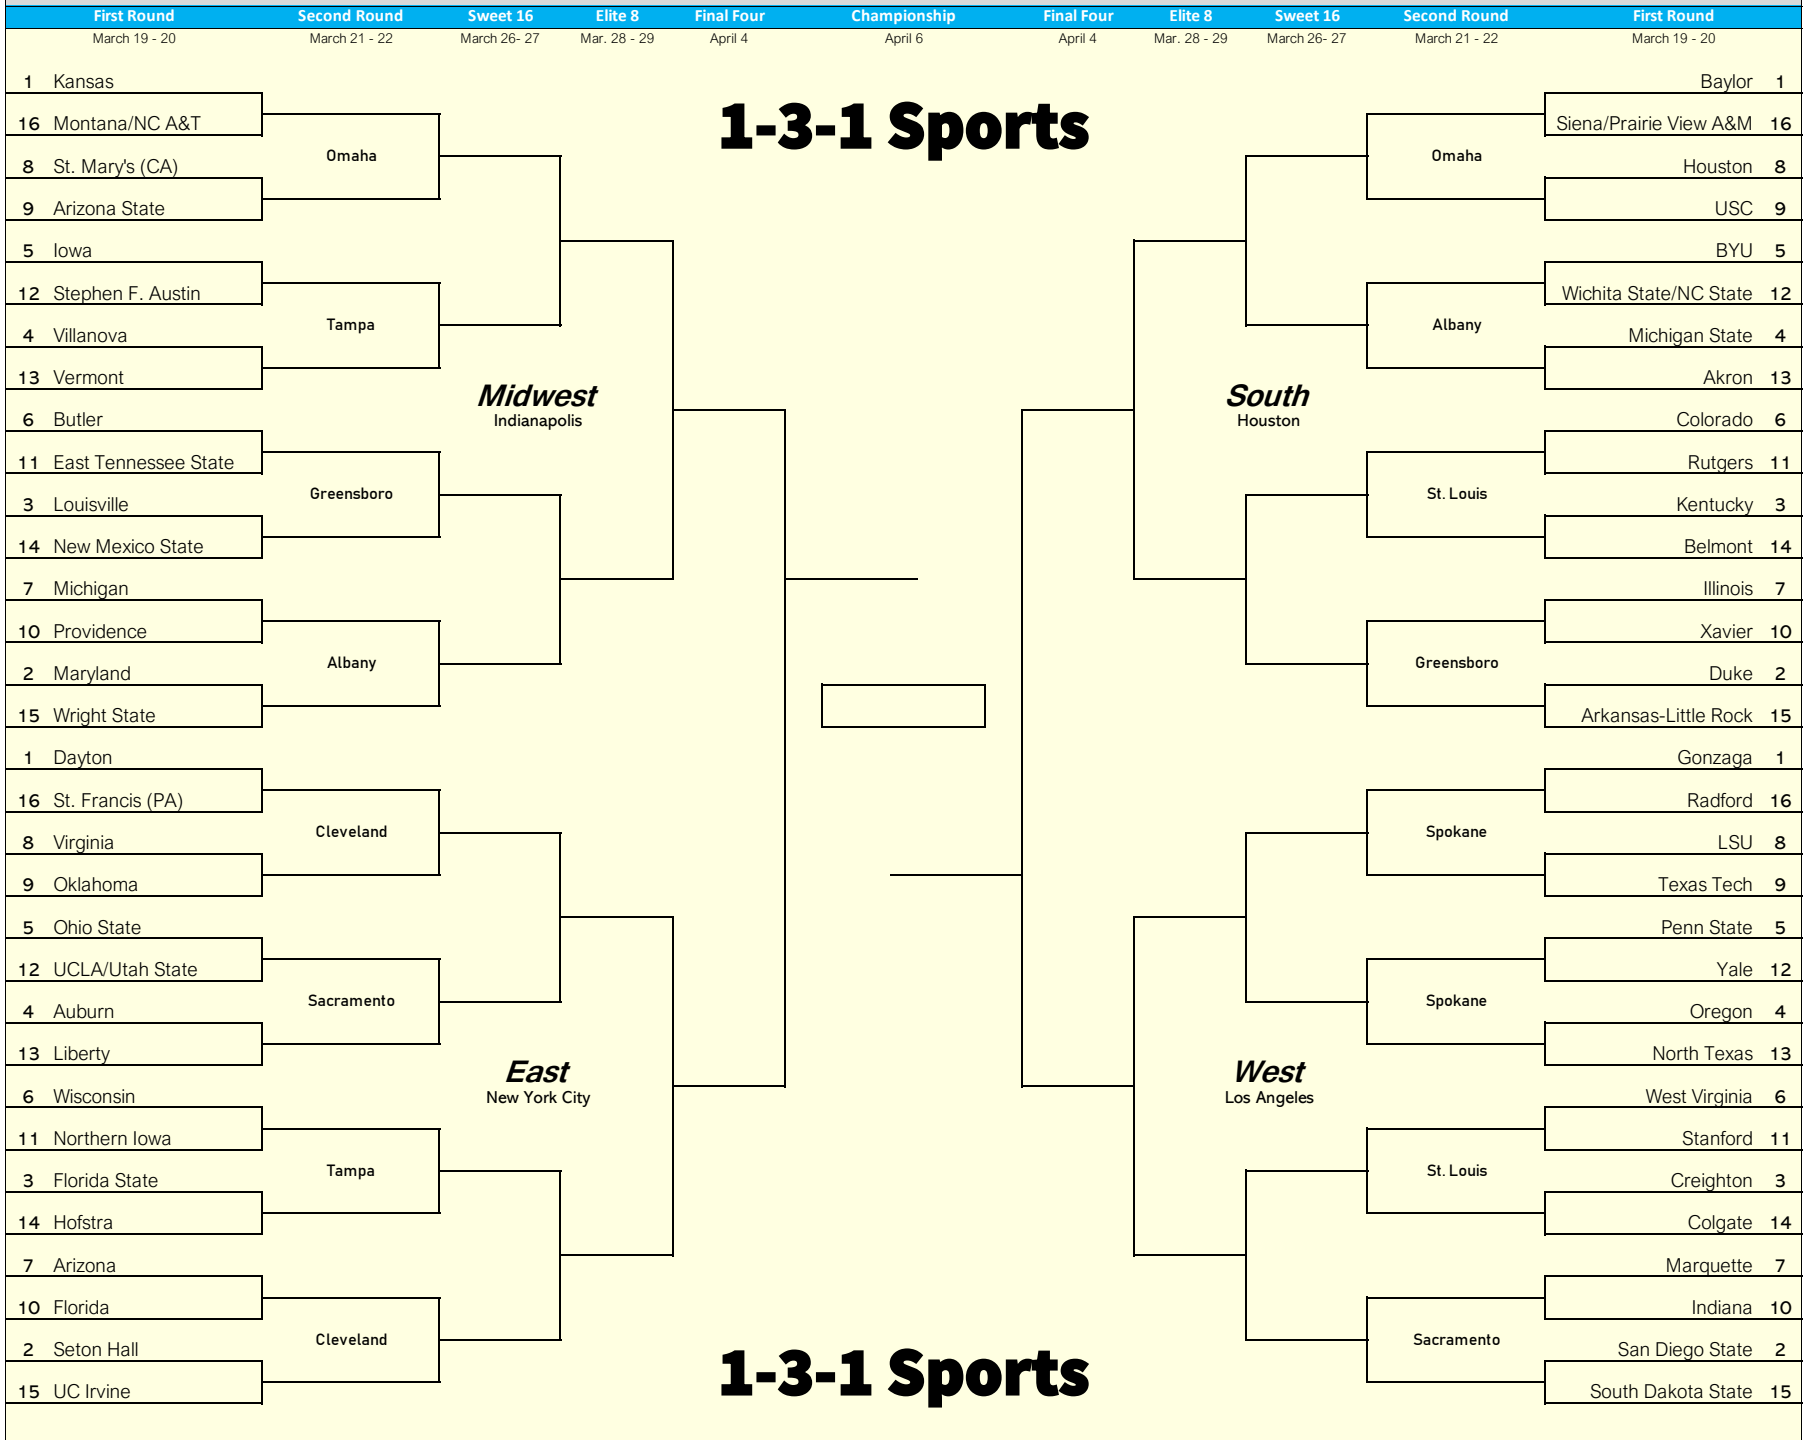 First Round Second Round Sweet 16 Elite 8 Final Four Championship Final Four Elite 8 Sweet 16 Second Round First Round
March 19 - 20 March 21 - 22 March 26- 27 Mar. 28 - 29 April 4 April 6 April 4 Mar. 28 - 29 March 26- 27 March 21 - 22 March 19 - 20
1-3-1 Sports
1 Kansas
16 Montana/NC A&T
Omaha
8 St. Mary's (CA)
9 Arizona State
5 Iowa
12 Stephen F. Austin
Tampa
4 Villanova
13 Vermont
Midwest
Indianapolis
6 Butler
11 East Tennessee State
Greensboro
3 Louisville
14 New Mexico State
7 Michigan
10 Providence
Albany
2 Maryland
15 Wright State
1 Dayton
16 St. Francis (PA)
Cleveland
8 Virginia
9 Oklahoma
5 Ohio State
12 UCLA/Utah State
Sacramento
4 Auburn
13 Liberty
East
New York City
6 Wisconsin
11 Northern Iowa
Tampa
3 Florida State
14 Hofstra
7 Arizona
10 Florida
Cleveland
2 Seton Hall
15 UC Irvine
Baylor 1
Siena/Prairie View A&M 16
Omaha
Houston 8
USC 9
BYU 5
Wichita State/NC State 12
Albany
Michigan State 4
Akron 13
South
Houston
Colorado 6
Rutgers 11
St. Louis
Kentucky 3
Belmont 14
Illinois 7
Xavier 10
Greensboro
Duke 2
Arkansas-Little Rock 15
Gonzaga 1
Radford 16
Spokane
LSU 8
Texas Tech 9
Penn State 5
Yale 12
Spokane
Oregon 4
North Texas 13
West
Los Angeles
West Virginia 6
Stanford 11
St. Louis
Creighton 3
Colgate 14
Marquette 7
Indiana 10
Sacramento
San Diego State 2
South Dakota State 15
1-3-1 Sports